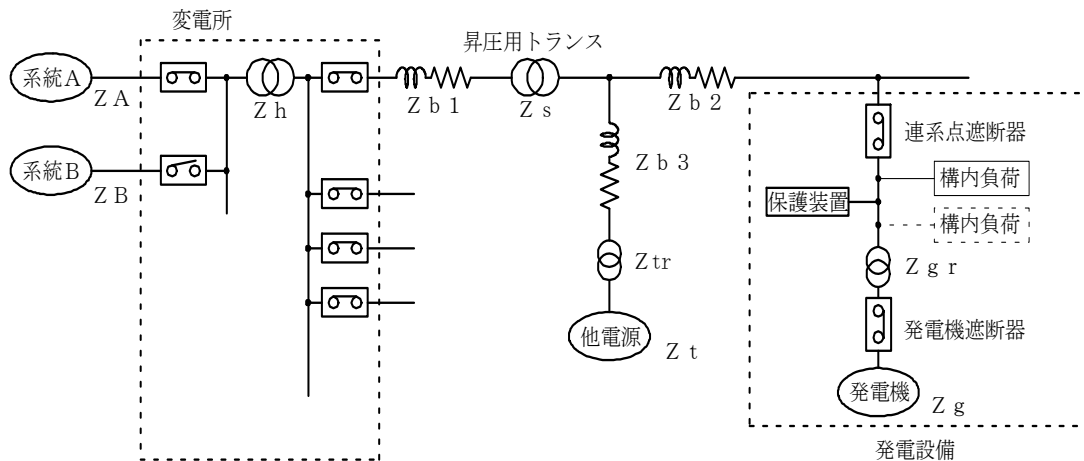 変電所
昇圧用トランス
系統A
ZA
Zh
Zb1
Zs
Zb2
系統B
ZB
Zb3
連系点遮断器
構内負荷
保護装置
構内負荷
Ztr
Zgr
他電源
Zt
発電機遮断器
発電機
Zg
発電設備